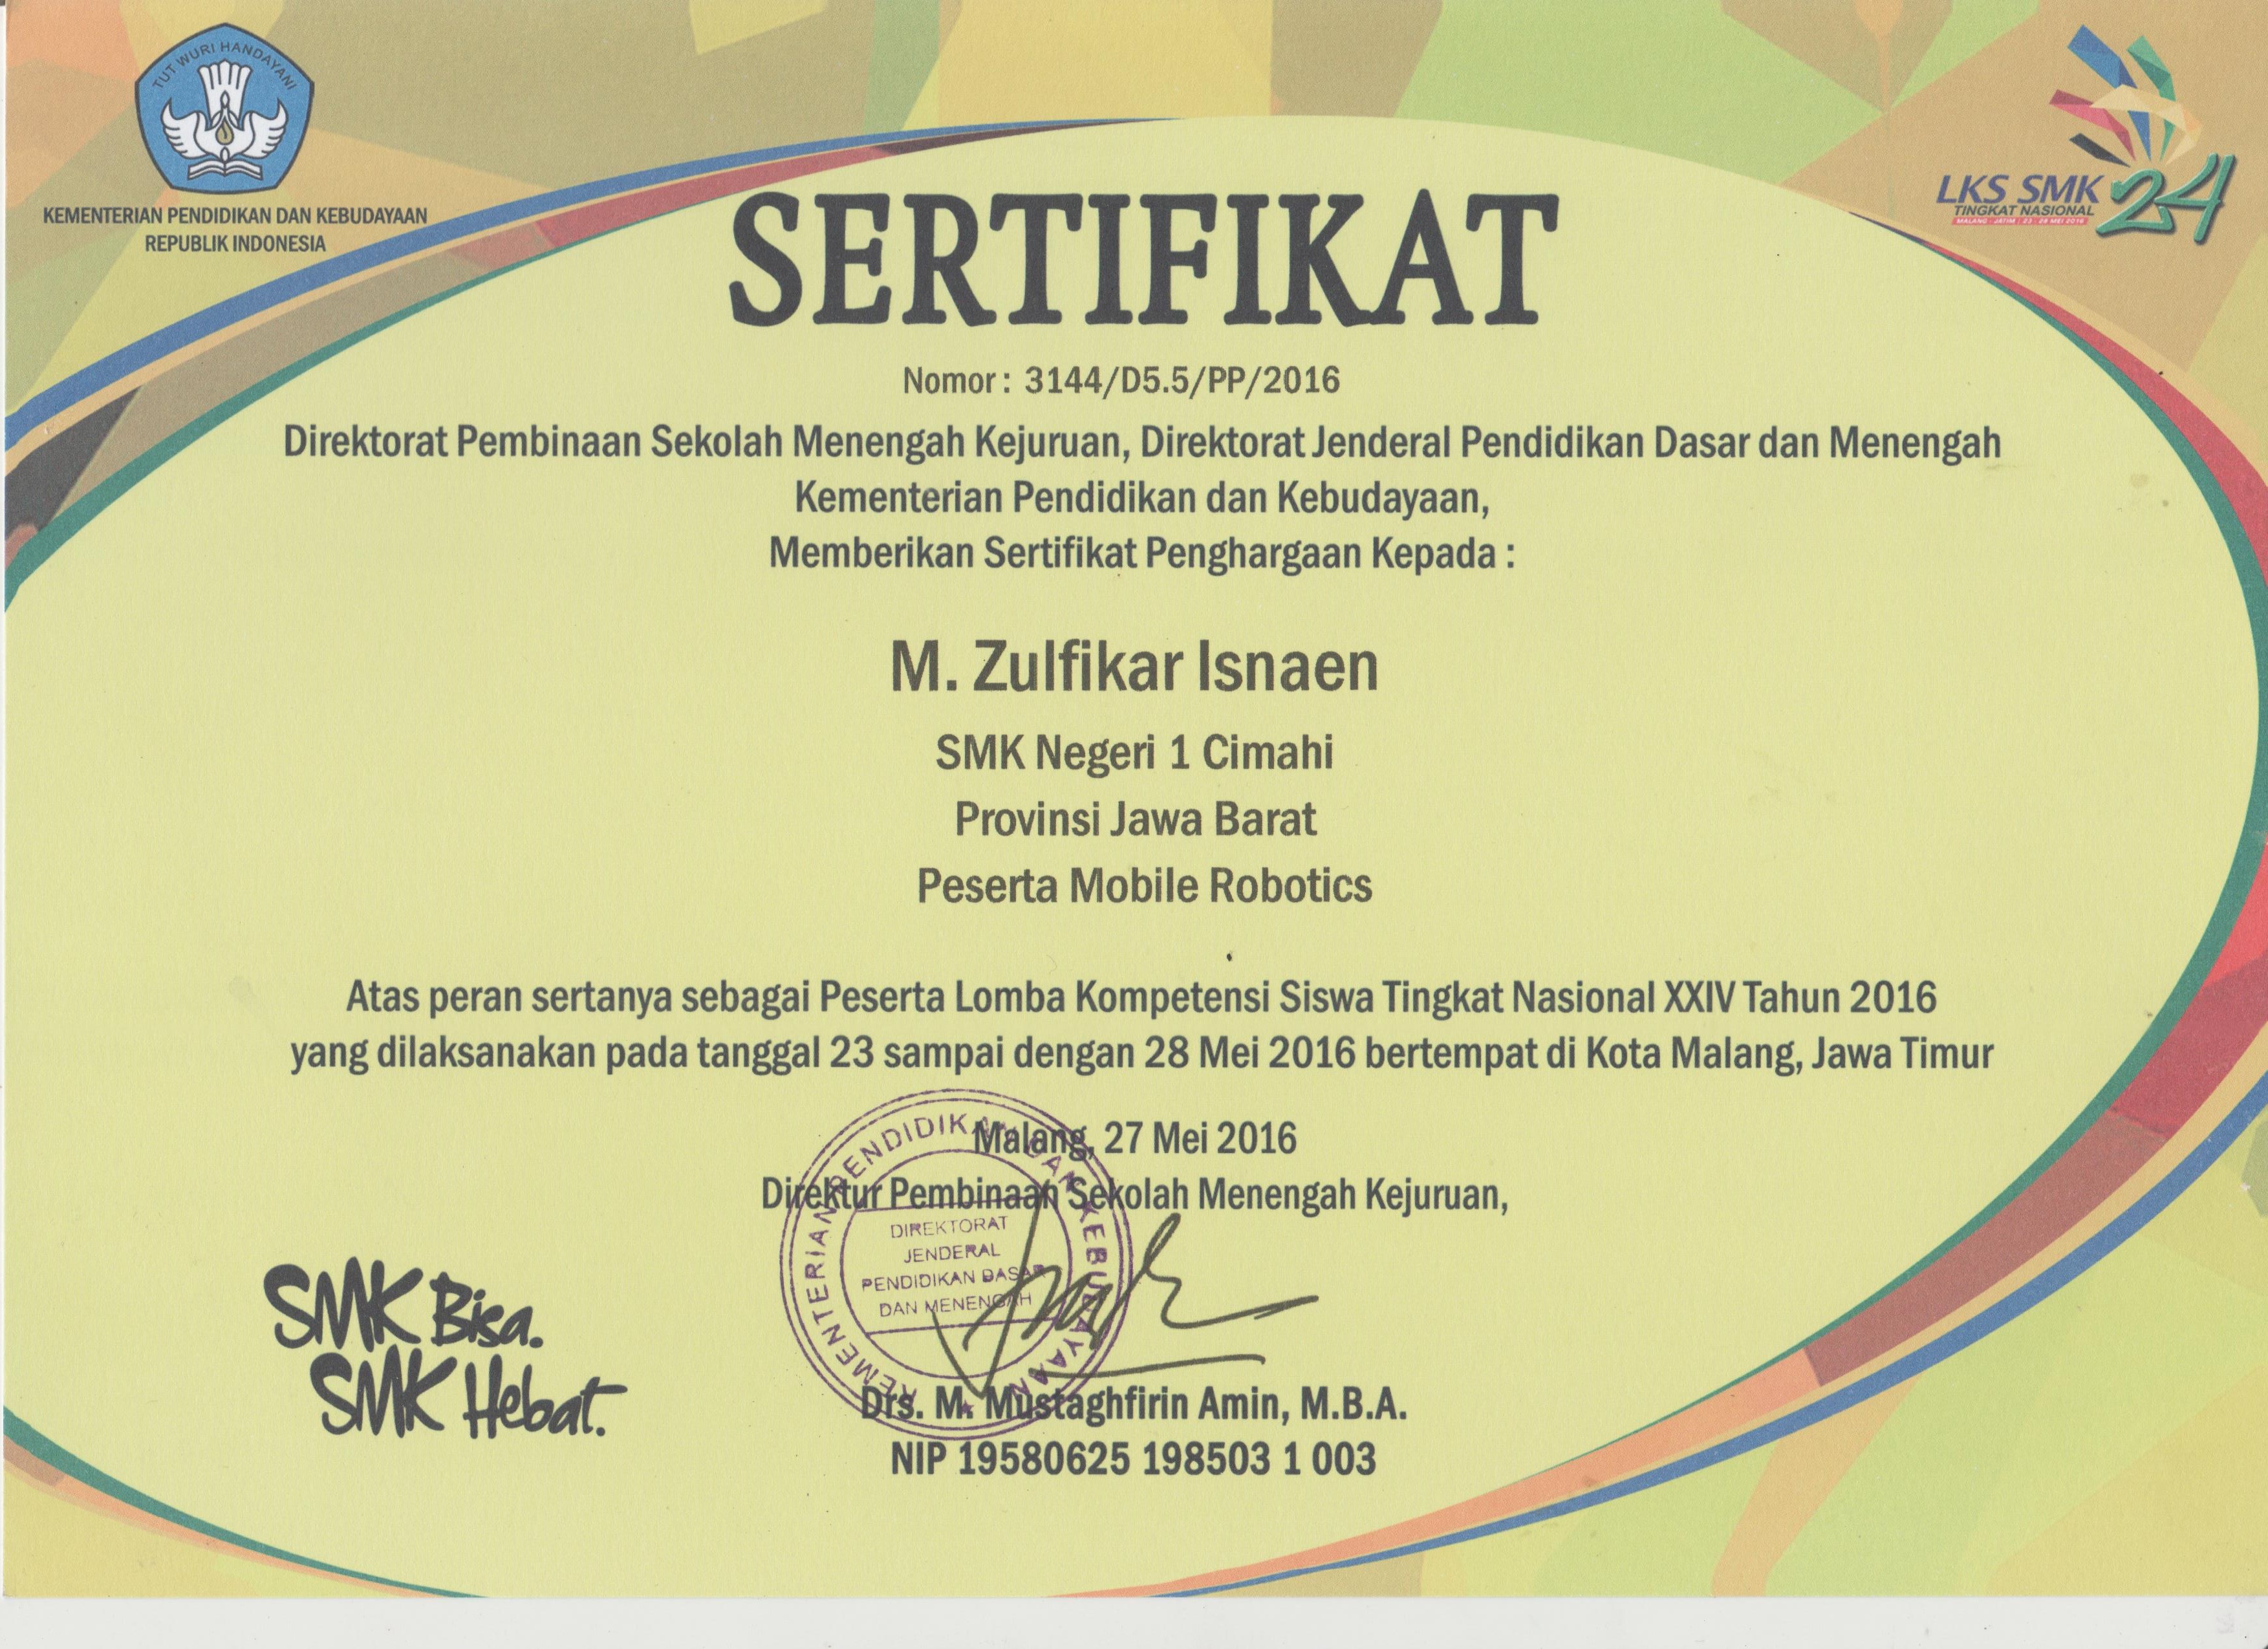 TUT WURI HANDAYANI
KEMENTERIAN PENDIDIKAN DAN KEBUDAYAAN
REPUBLIK INDONESIA
LKS SMK 24
TINGKAT NASIONAL
MALANG - JATIM : 23 - 28 MEI 2016
SERTIFIKAT
Nomor : 3144/D5.5/PP/2016
Direktorat Pembinaan Sekolah Menengah Kejuruan, Direktorat Jenderal Pendidikan Dasar dan Menengah
Kementerian Pendidikan dan Kebudayaan,
Memberikan Sertifikat Penghargaan Kepada :
M. Zulfikar Isnaen
SMK Negeri 1 Cimahi
Provinsi Jawa Barat
Peserta Mobile Robotics
Atas peran sertanya sebagai Peserta Lomba Kompetensi Siswa Tingkat Nasional XXIV Tahun 2016
yang dilaksanakan pada tanggal 23 sampai dengan 28 Mei 2016 bertempat di Kota Malang, Jawa Timur
Malang, 27 Mei 2016
Direktur Pembinaan Sekolah Menengah Kejuruan,
KEMENTERIAN PENDIDIKAN DAN KEBUDAYAAN
DIREKTORAT
JENDERAL
PENDIDIKAN DASAR
DAN MENENGAH
SMK Bisa.
SMK Hebat.
Drs. M. Mustaghfirin Amin, M.B.A.
NIP 19580625 198503 1 003